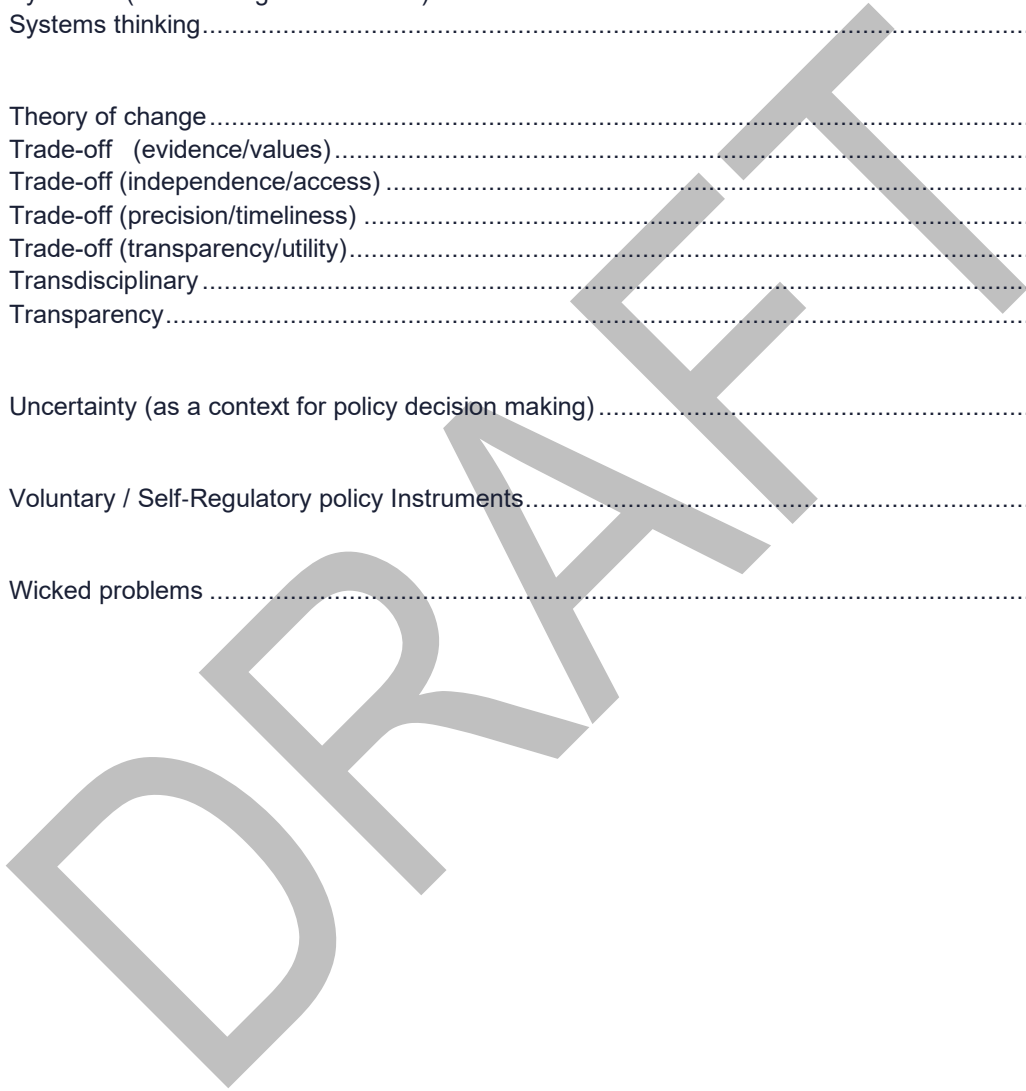 Systems thinking
Theory of change
Trade-off (evidence/values)
Trade-off (independence/access)
Trade-off (precision/timeliness)
Trade-off (transparency/utility)
Transdisciplinary
Transparency
Uncertainty (as a context for policy decision making)
Voluntary / Self-Regulatory policy Instruments
Wicked problems
DRAFT